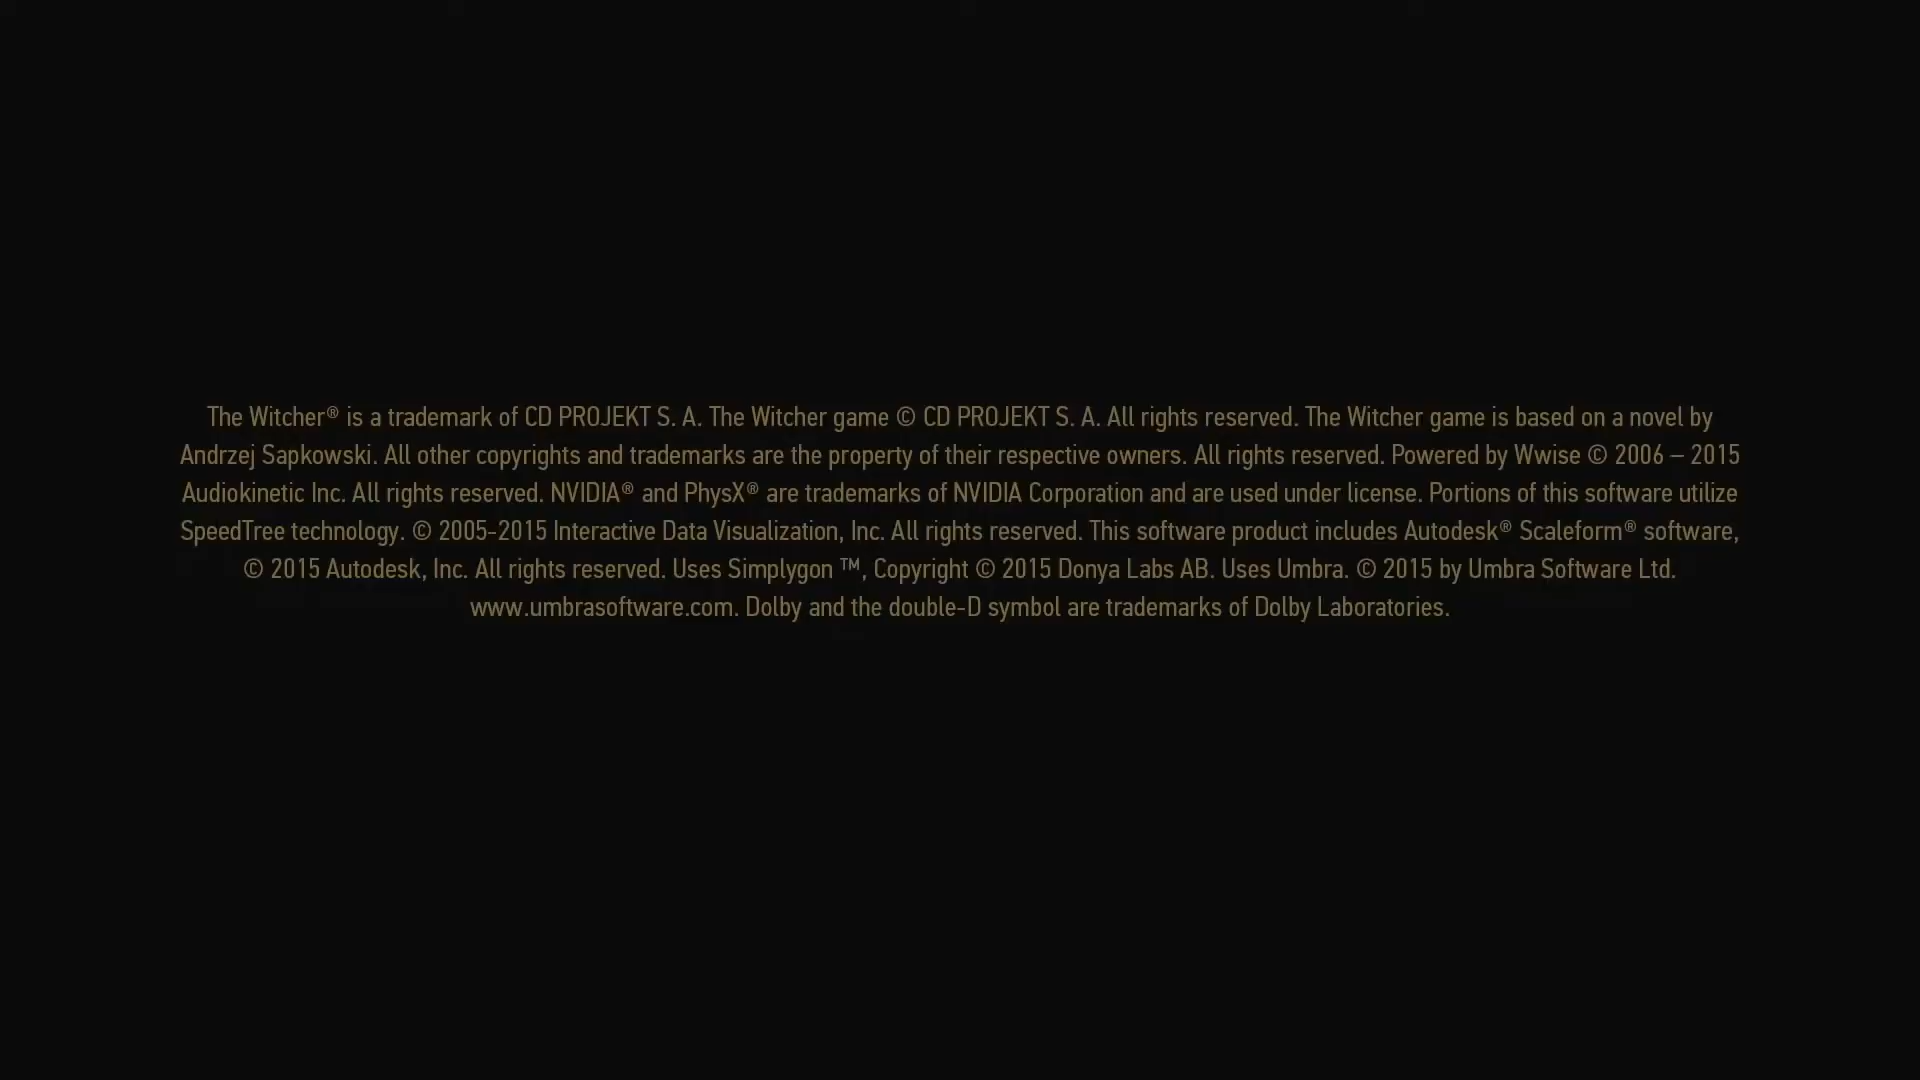 The Witcher® is a trademark of CD PROJEKT S. A. The Witcher game © CD PROJEKT S. A. All rights reserved. The Witcher game is based on a novel by
Andrzej Sapkowski. All other copyrights and trademarks are the property of their respective owners. All rights reserved. Powered by Wwise © 2006 – 2015
Audiokinetic Inc. All rights reserved. NVIDIA® and PhysX® are trademarks of NVIDIA Corporation and are used under license. Portions of this software utilize
SpeedTree technology. © 2005-2015 Interactive Data Visualization, Inc. All rights reserved. This software product includes Autodesk® Scaleform® software,
© 2015 Autodesk, Inc. All rights reserved. Uses Simplygon ™, Copyright © 2015 Donya Labs AB. Uses Umbra. © 2015 by Umbra Software Ltd.
www.umbrasoftware.com. Dolby and the double-D symbol are trademarks of Dolby Laboratories.